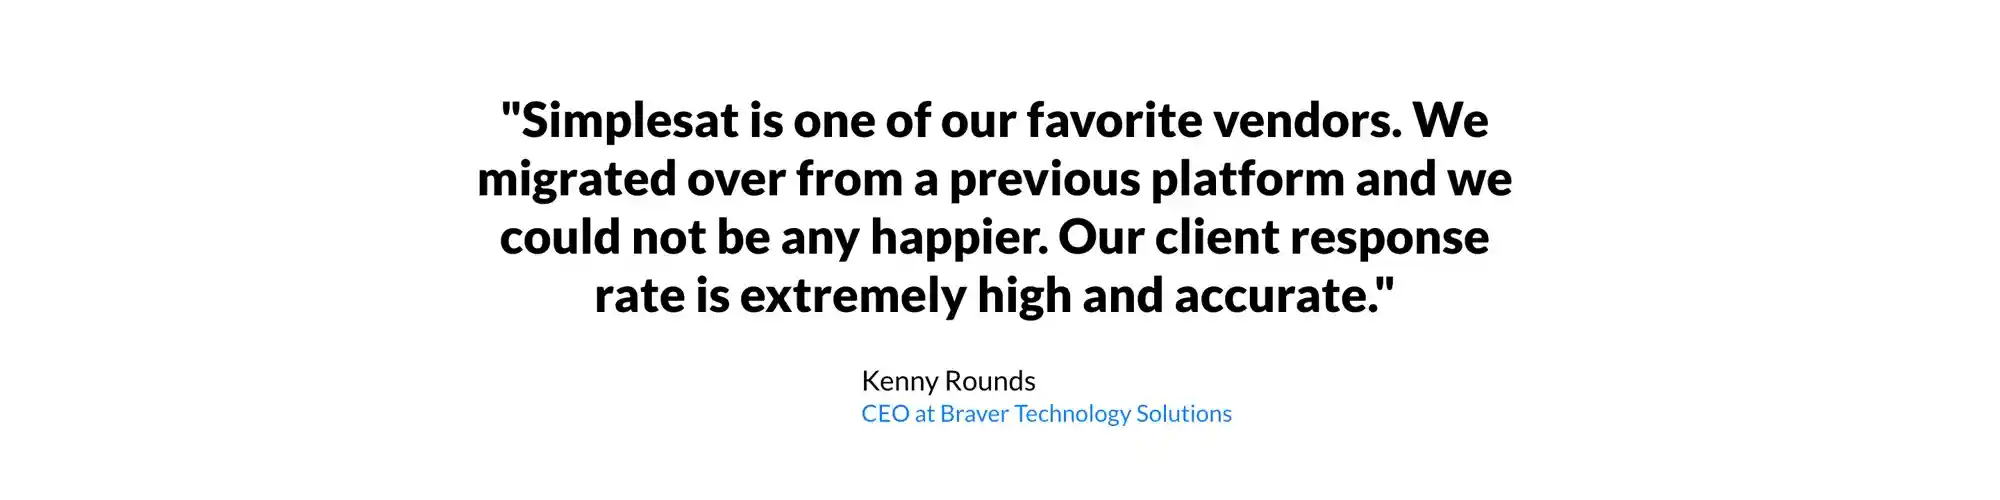 "Simplesat is one of our favorite vendors. We
migrated over from a previous platform and we
could not be any happier. Our client response
rate is extremely high and accurate."
Kenny Rounds
CEO at Braver Technology Solutions